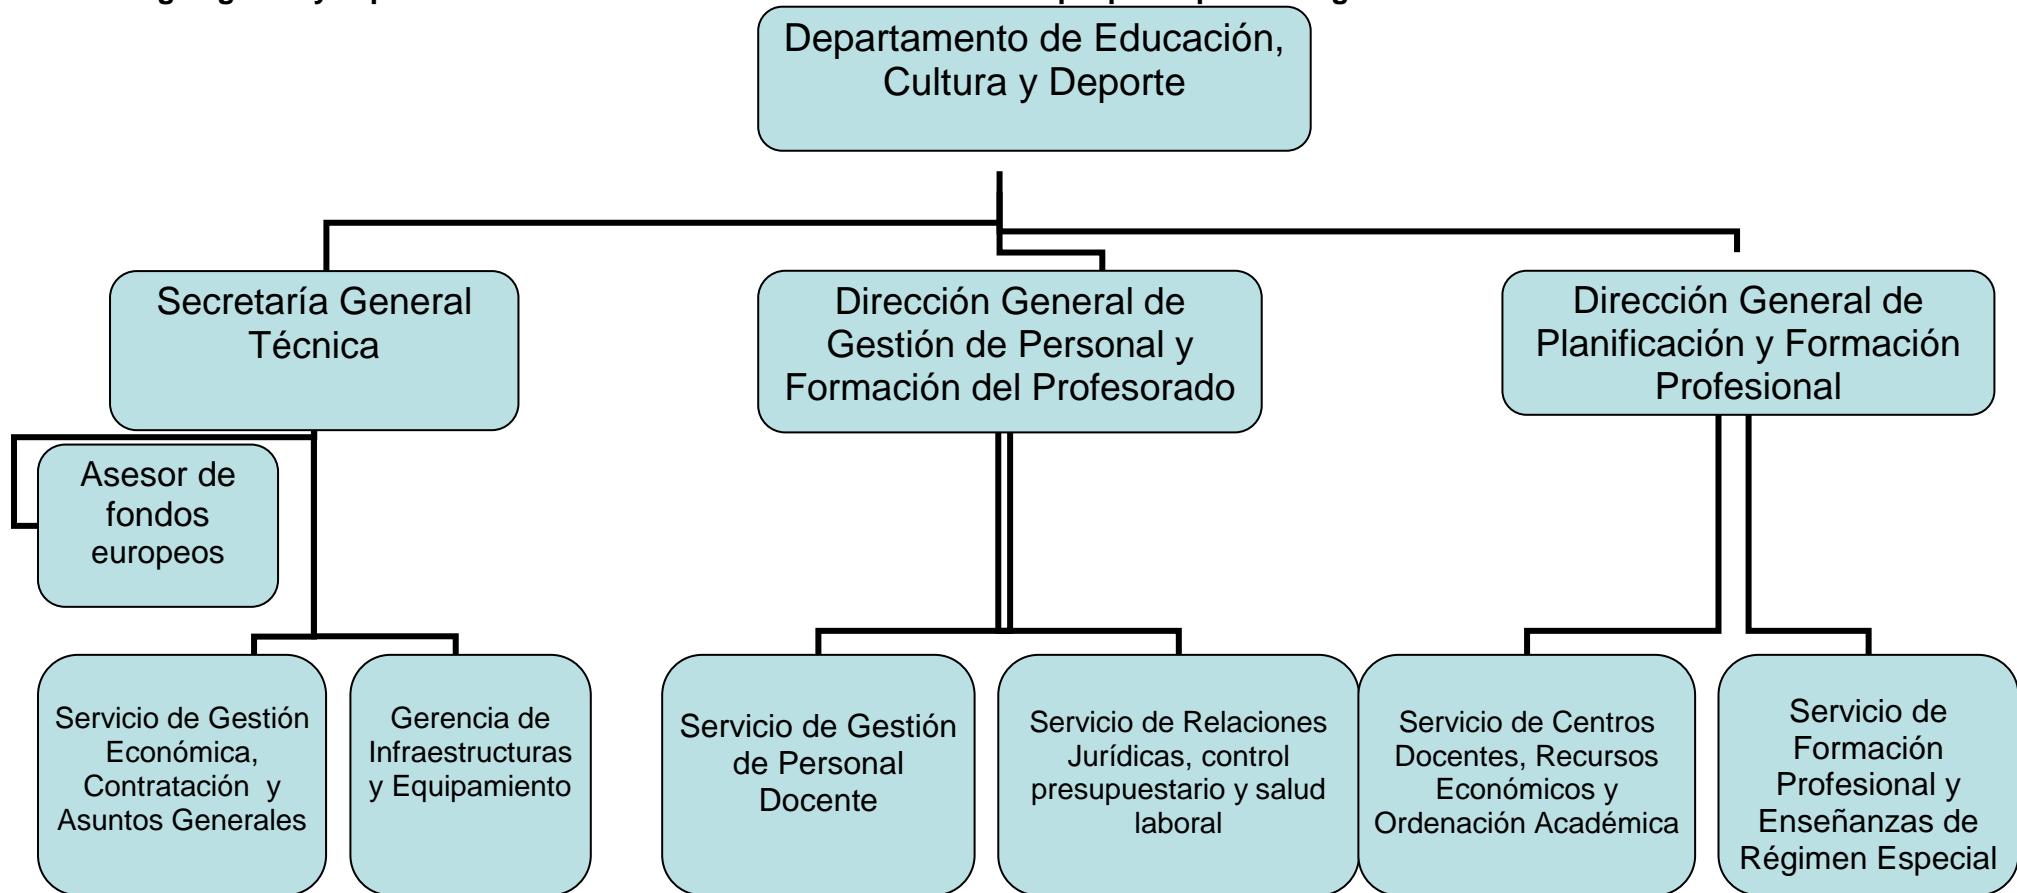 Departamento de Educación,
Cultura y Deporte
Secretaría General
Técnica
Dirección General de
Gestión de Personal y
Formación del Profesorado
Dirección General de
Planificación y Formación
Profesional
Asesor de
fondos
europeos
Servicio de Gestión
Económica,
Contratación y
Asuntos Generales
Gerencia de
Infraestructuras
y Equipamiento
Servicio de Gestión
de Personal
Docente
Servicio de Relaciones
Jurídicas, control
presupuestario y salud
laboral
Servicio de Centros
Docentes, Recursos
Económicos y
Ordenación Académica
Servicio de
Formación
Profesional y
Enseñanzas de
Régimen Especial